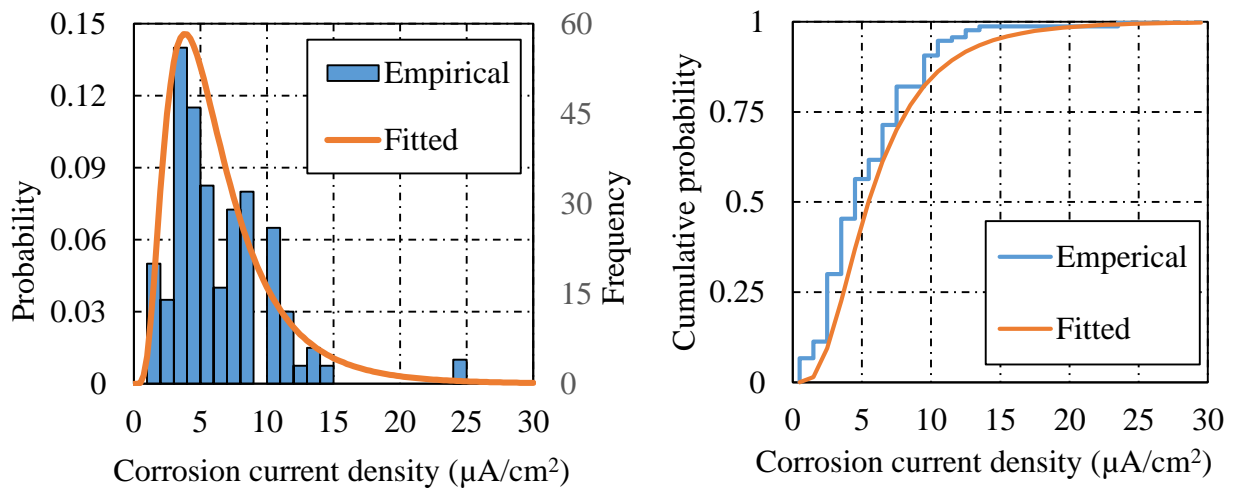 0.15
0.12
0.09
0.06
0.03
0
Probability
Empirical
Fitted
60
45
30
15
0
Frequency
0 5 10 15 20 25 30
Corrosion current density (µA/cm²)
1
0.75
0.5
0.25
0
Cumulative probability
Emperical
Fitted
0 5 10 15 20 25 30
Corrosion current density (µA/cm²)